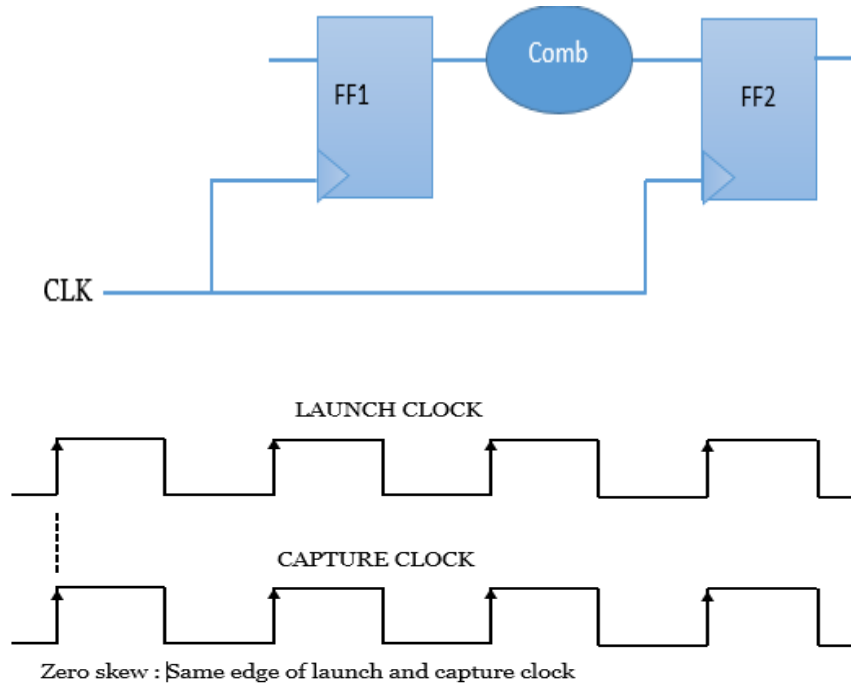 Comb
FF1
FF2
CLK
LAUNCH CLOCK
CAPTURE CLOCK
Zero skew : Same edge of launch and capture clock